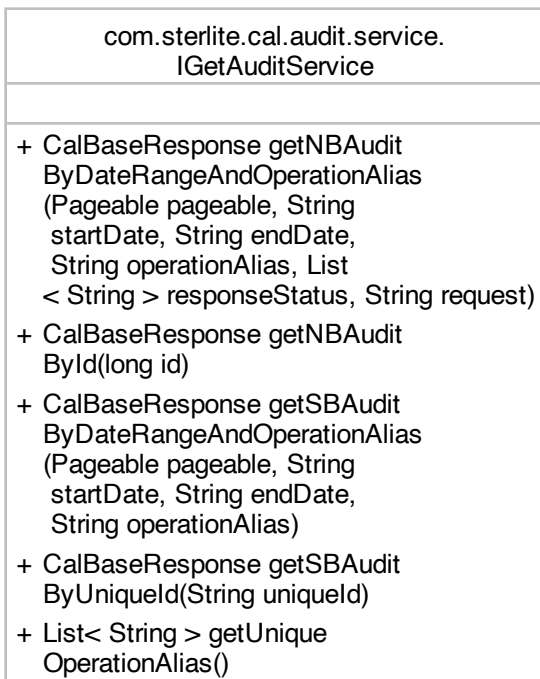 com.sterlite.cal.audit.service.
IGetAuditService
+ CalBaseResponse getNBAudit
ByDateRangeAndOperationAlias
(Pageable pageable, String
startDate, String endDate,
String operationAlias, List
< String > responseStatus, String request)
+ CalBaseResponse getNBAudit
ById(long id)
+ CalBaseResponse getSBAudit
ByDateRangeAndOperationAlias
(Pageable pageable, String
startDate, String endDate,
String operationAlias)
+ CalBaseResponse getSBAudit
ByUniqueId(String uniqueId)
+ List< String > getUnique
OperationAlias()